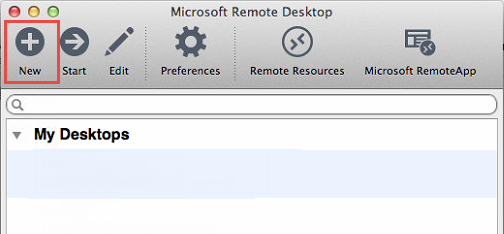 Microsoft Remote Desktop
New Start Edit Preferences Remote Resources Microsoft RemoteApp
My Desktops